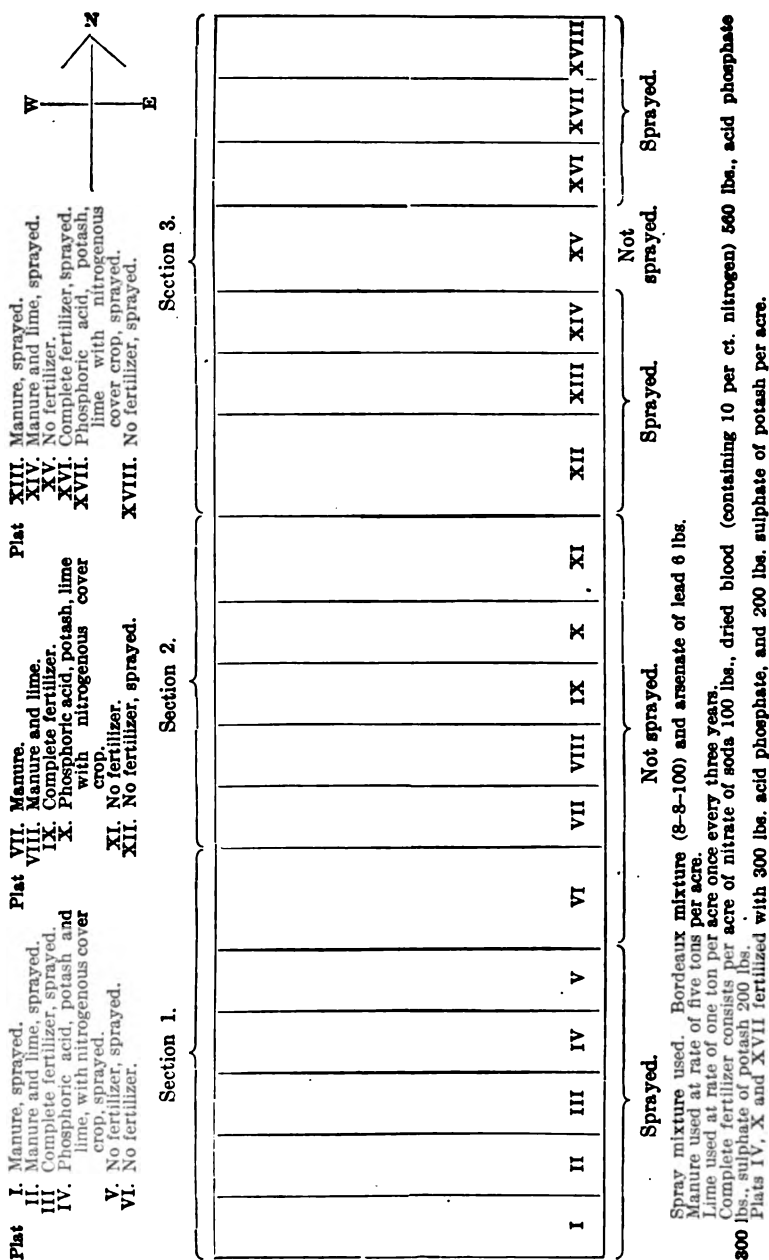 Plat I. Manure, sprayed.
II. Manure and lime, sprayed.
III Complete fertilizer, sprayed.
IV. Phosphoric acid, potash and
lime, with nitrogenous cover
crop, sprayed.
V. No fertilizer, sprayed.
VI. No fertilizer.
Plat VII. Manure.
VIII. Manure and lime.
IX. Complete fertilizer.
X. Phosphoric acid, potash, lime
with nitrogenous cover
crop.
XI. No fertilizer.
XII. No fertilizer, sprayed.
Plat XIII. Manure, sprayed.
XIV. Manure and lime, sprayed.
XV. No fertilizer.
XVI. Complete fertilizer, sprayed.
XVII. Phosphoric acid, potash,
lime with nitrogenous
cover crop, sprayed.
XVIII. No fertilizer, sprayed.
W
N
E
Section 1.
Section 2.
Section 3.
I II III IV V VI VII VIII IX X XI XII XIII XIV XV XVI XVII XVIII
Sprayed.
Not sprayed.
Sprayed.
Not
sprayed.
Sprayed.
Spray mixture used. Bordeaux mixture (8-8-100) and arsenate of lead 6 lbs.
Manure used at rate of five tons per acre.
Lime used at rate of one ton per acre once every three years.
Complete fertilizer consists per acre of nitrate of soda 100 lbs., dried blood (containing 10 per ct. nitrogen) 560 lbs., acid phosphate
300 lbs., sulphate of potash 200 lbs.
Plats IV, X and XVII fertilized with 300 lbs. acid phosphate, and 200 lbs. sulphate of potash per acre.